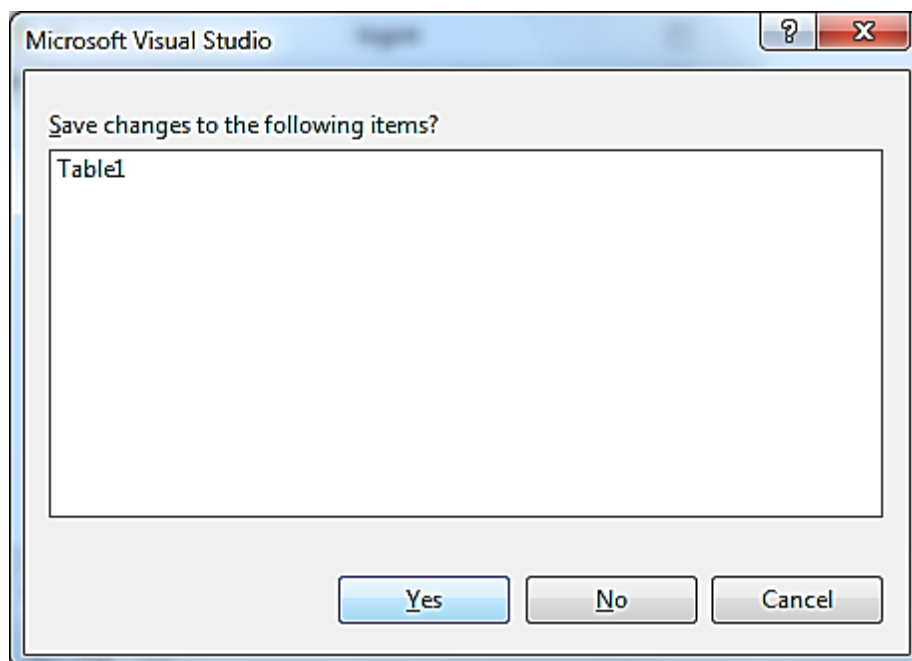 Microsoft Visual Studio
Save changes to the following items?
Table1
Yes No Cancel